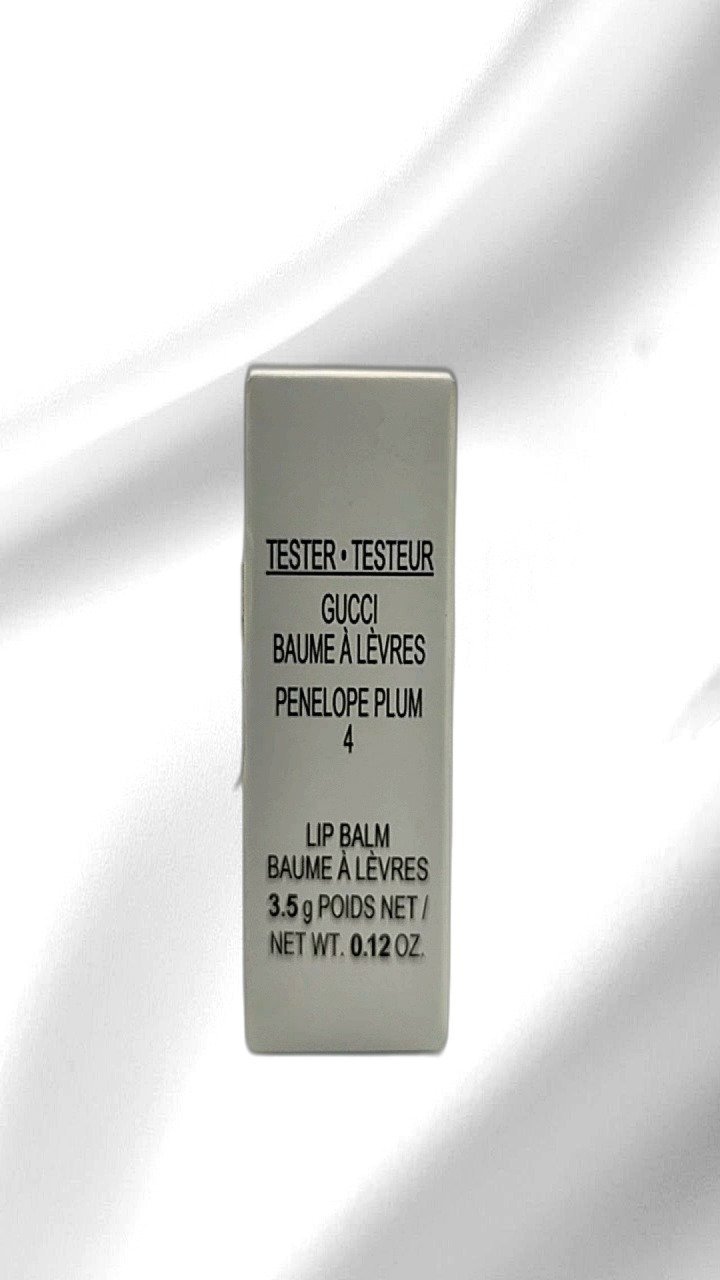 TESTER • TESTEUR
GUCCI
BAUME À LÈVRES
PENELOPE PLUM
4
LIP BALM
BAUME À LÈVRES
3.5 g POIDS NET /
NET WT. 0.12 OZ.